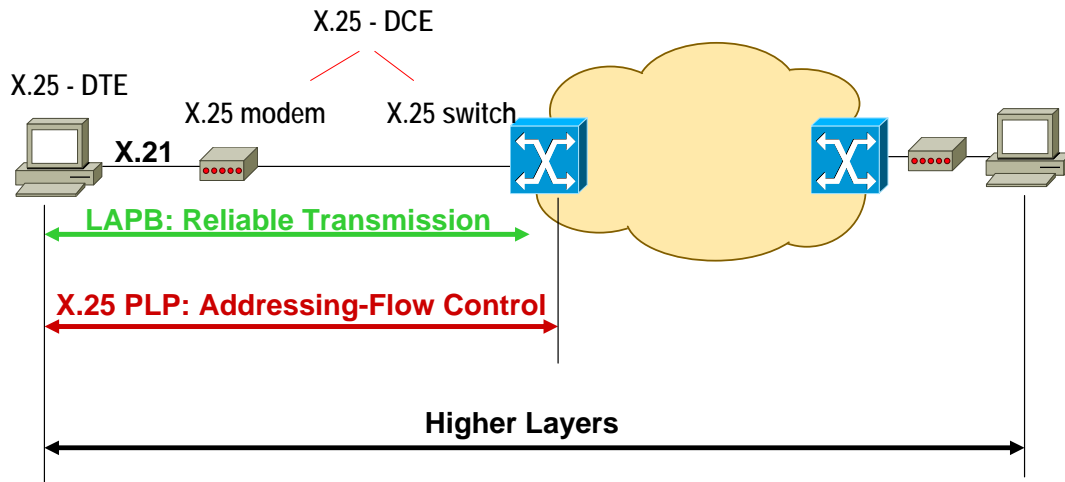 X.25 - DCE
X.25 - DTE
X.25 modem
X.25 switch
X.21
LAPB: Reliable Transmission
X.25 PLP: Addressing-Flow Control
Higher Layers